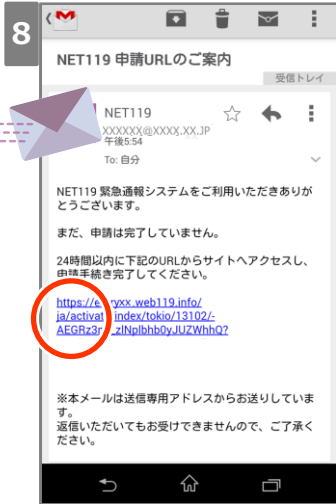 8
NET119 申請URLのご案内
受信トレイ
NET119
XXXXXX@XXXX.XX.JP
午後5:54
To: 自分
NET119 緊急通報システムをご利用いただきありが
とうございます。
まだ、申請は完了していません。
24時間以内に下記のURLからサイトへアクセスし、
申請手続き完了してください。
https://e
ryxx.web119.info/
ja/activat
index/tokio/13102/-
AEGRz3
_zlNplbhb0yJUZWhhQ?
※本メールは送信専用アドレスからお送りしていま
す。
返信いただいてもお受けできませんので、ご了承く
ださい。